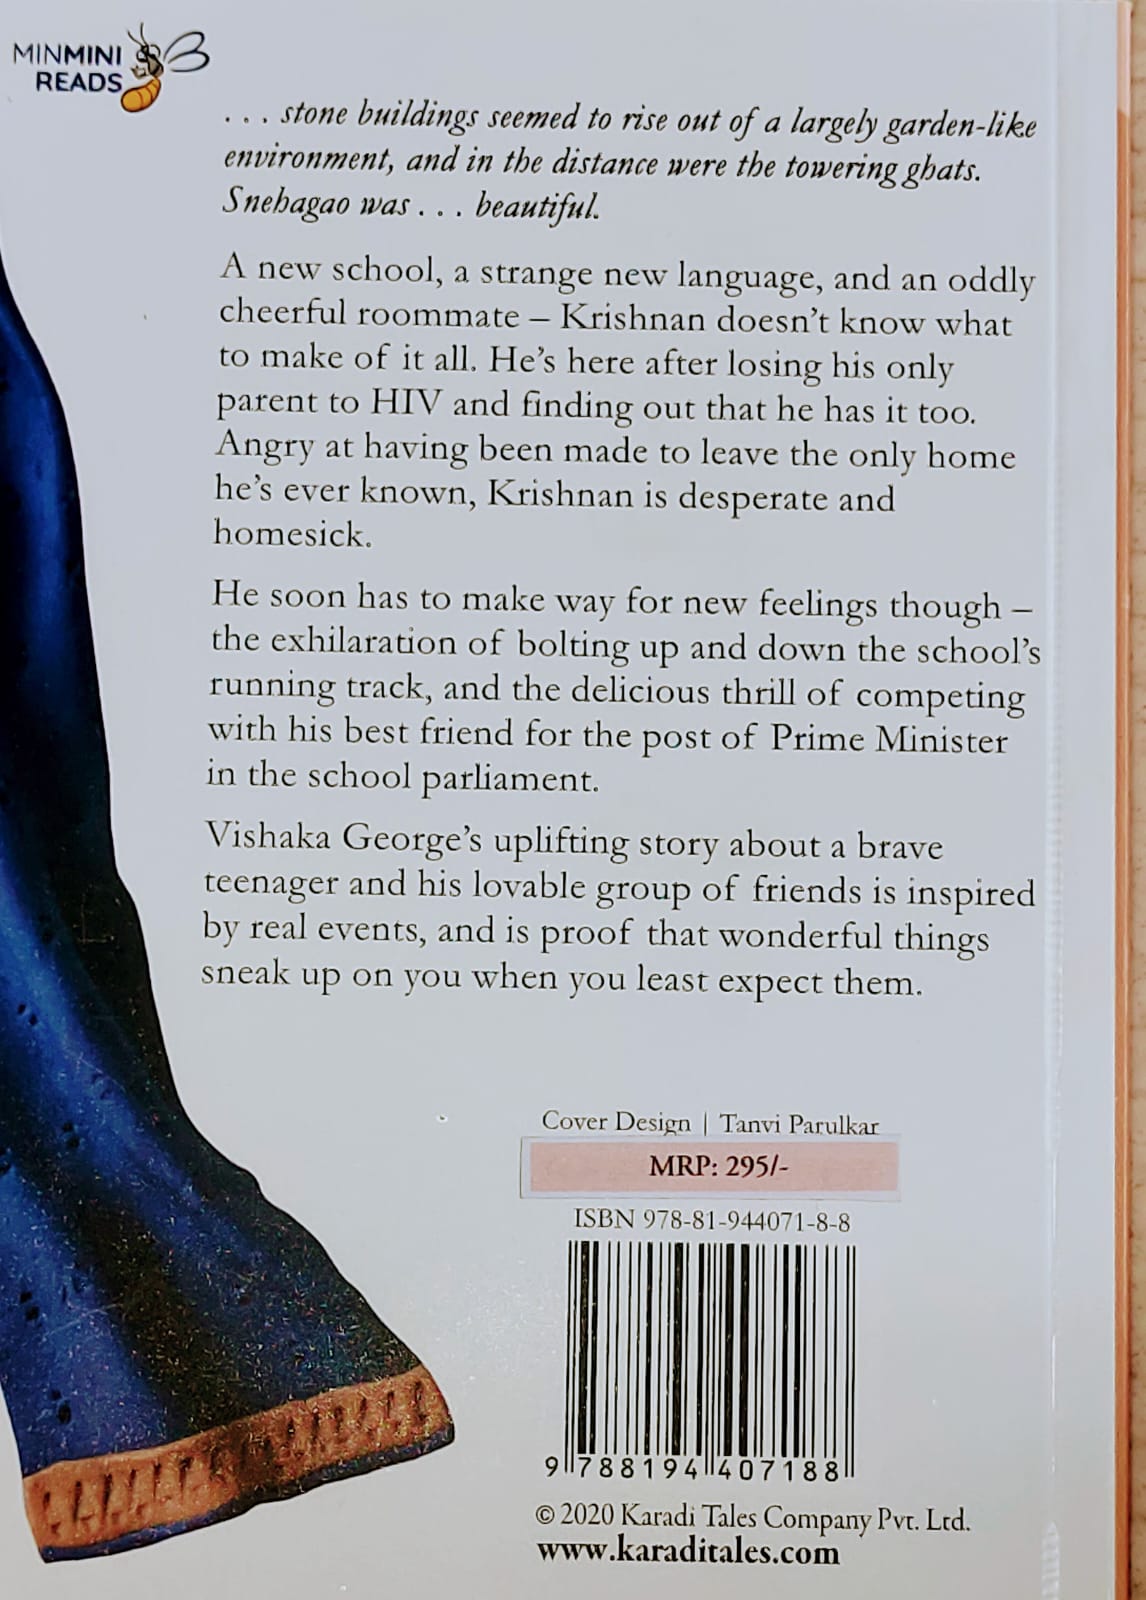 MINMINI
READS
. . . stone buildings seemed to rise out of a largely garden-like
environment, and in the distance were the towering ghats.
Snehagao was . . . beautiful.
A new school, a strange new language, and an oddly
cheerful roommate – Krishnan doesn't know what
to make of it all. He's here after losing his only
parent to HIV and finding out that he has it too.
Angry at having been made to leave the only home
he's ever known, Krishnan is desperate and
homesick.
He soon has to make way for new feelings though –
the exhilaration of bolting up and down the school's
running track, and the delicious thrill of competing
with his best friend for the post of Prime Minister
in the school parliament.
Vishaka George's uplifting story about a brave
teenager and his lovable group of friends is inspired
by real events, and is proof that wonderful things
sneak up on you when you least expect them.
Cover Design | Tanvi Parulkar
MRP: 295/-
ISBN 978-81-944071-8-8
9 788194 407188
© 2020 Karadi Tales Company Pvt. Ltd.
www.karaditales.com